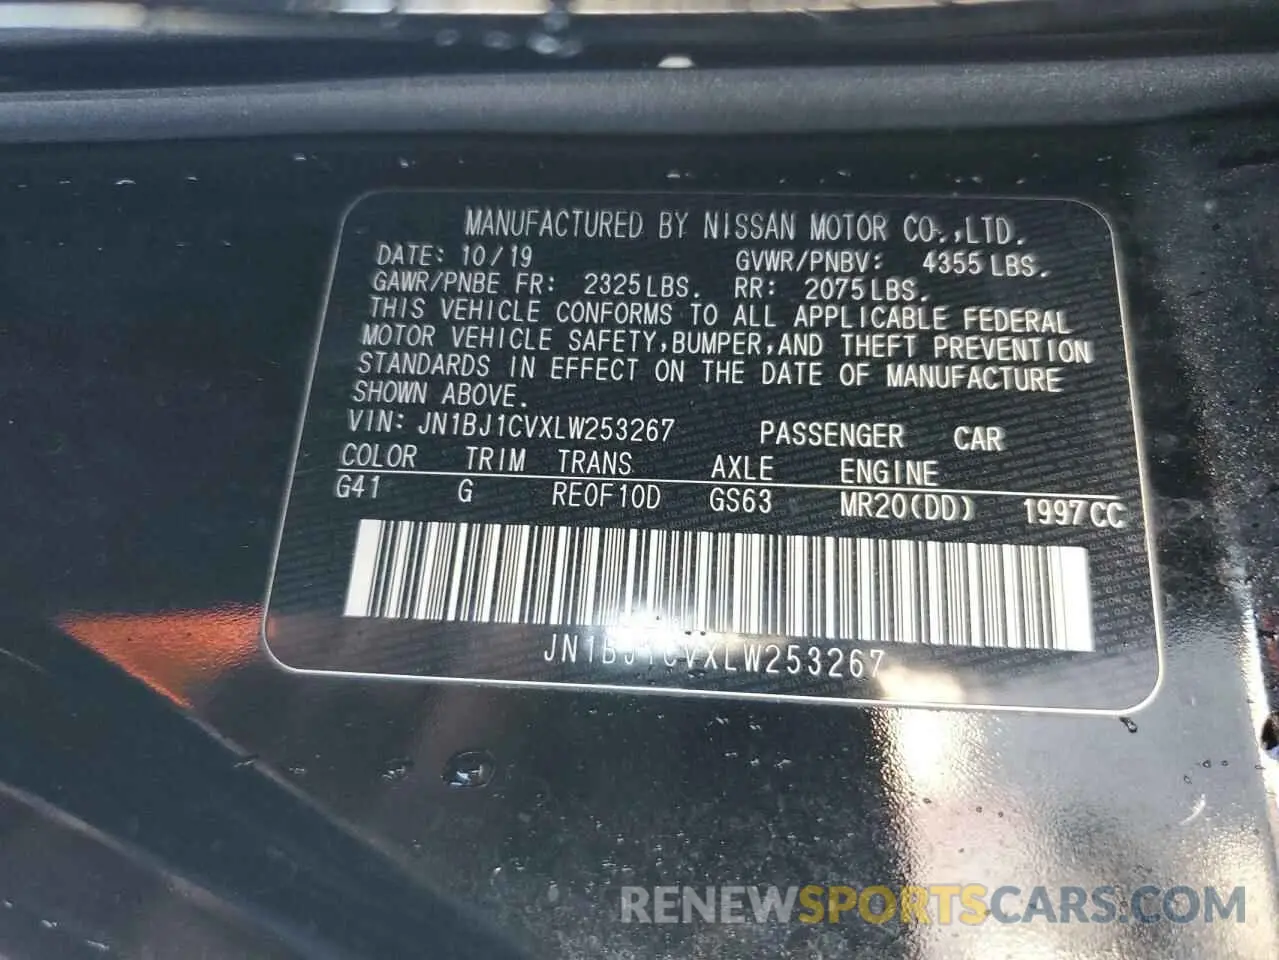 MANUFACTURED BY NISSAN MOTOR CO.,LTD.
DATE: 10/19 GVWR/PNBV: 4355 LBS.
GAWR/PNBE FR: 2325 LBS. RR: 2075 LBS.
THIS VEHICLE CONFORMS TO ALL APPLICABLE FEDERAL
MOTOR VEHICLE SAFETY,BUMPER,AND THEFT PREVENTION
STANDARDS IN EFFECT ON THE DATE OF MANUFACTURE
SHOWN ABOVE.
VIN: JN1BJ1CVXLW253267 PASSENGER CAR
COLOR TRIM TRANS AXLE ENGINE
G41 G RE0F10D GS63 MR20(DD) 1997CC
JN1BJ1CVXLW253267
RENEWSPORTSCARS.COM